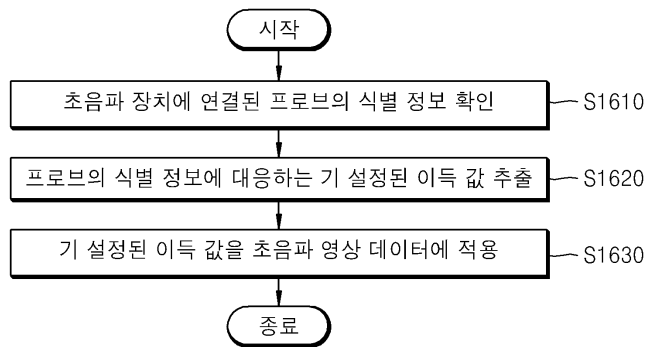 시작
초음파 장치에 연결된 프로브의 식별 정보 확인
S1610
프로브의 식별 정보에 대응하는 기 설정된 이득 값 추출
S1620
기 설정된 이득 값을 초음파 영상 데이터에 적용
S1630
종료